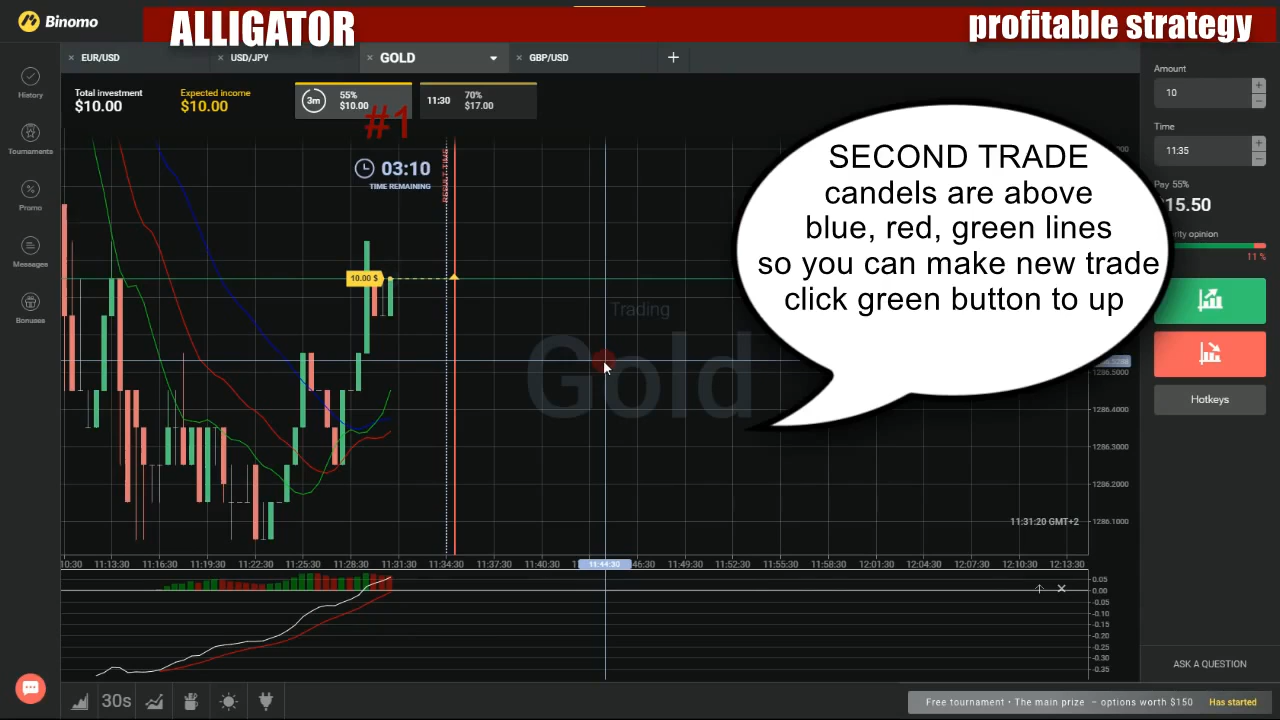 Binomo
ALLIGATOR
profitable strategy
EUR/USD
USD/JPY
GOLD
GBP/USD
History
Tournaments
Promo
Messages
Bonuses
Total investment
$10.00
Expected income
$10.00
3m
55%
$10.00
11:30
70%
$17.00
#1
03:10
TIME REMAINING
10.00 $
Trading
Gold
SECOND TRADE
candels are above
blue, red, green lines
so you can make new trade
click green button to up
Amount
10
Time
11:35
Pay 55%
11 %
Hotkeys
1286.5000
1286.4000
1286.3000
1286.2000
1286.1000
11:31:20 GMT+2
10:30 11:13:30 11:16:30 11:19:30 11:22:30 11:25:30 11:28:30 11:31:30 11:34:30 11:37:30 11:40:30 11:44:30 46:30 11:49:30 11:52:30 11:55:30 11:58:30 12:01:30 12:04:30 12:07:30 12:10:30 12:13:30
0.05
0.00
-0.05
-0.10
-0.15
-0.20
-0.25
-0.30
-0.35
30s
ASK A QUESTION
Free tournament • The main prize – options worth $150 Has started